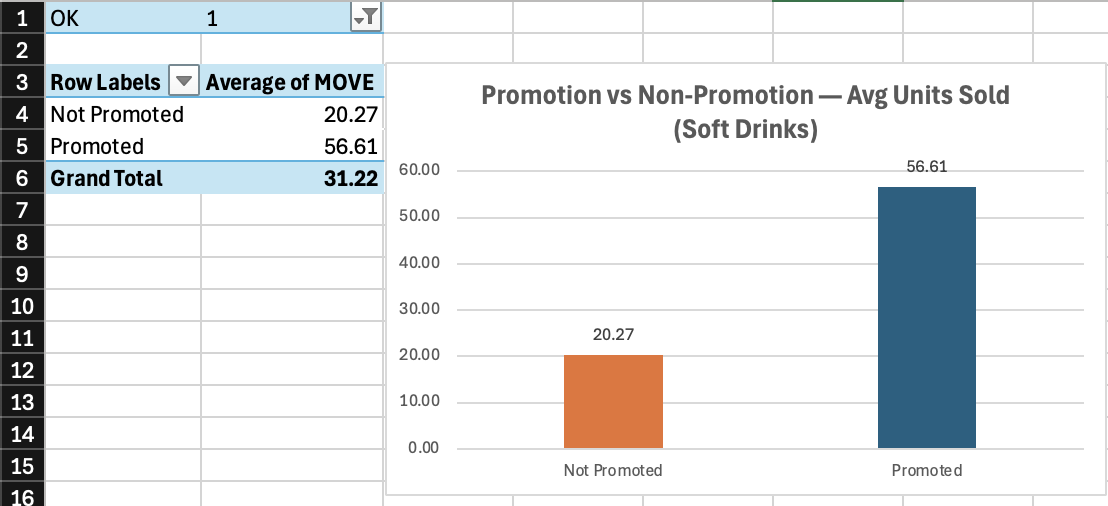 1 OK 1
2
3 Row Labels Average of MOVE
4 Not Promoted 20.27
5 Promoted 56.61
6 Grand Total 31.22
7
8
9
10
11
12
13
14
15
16
Promotion vs Non-Promotion — Avg Units Sold
(Soft Drinks)
60.00
50.00
40.00
30.00
20.00
10.00
0.00
20.27
56.61
Not Promoted
Promoted